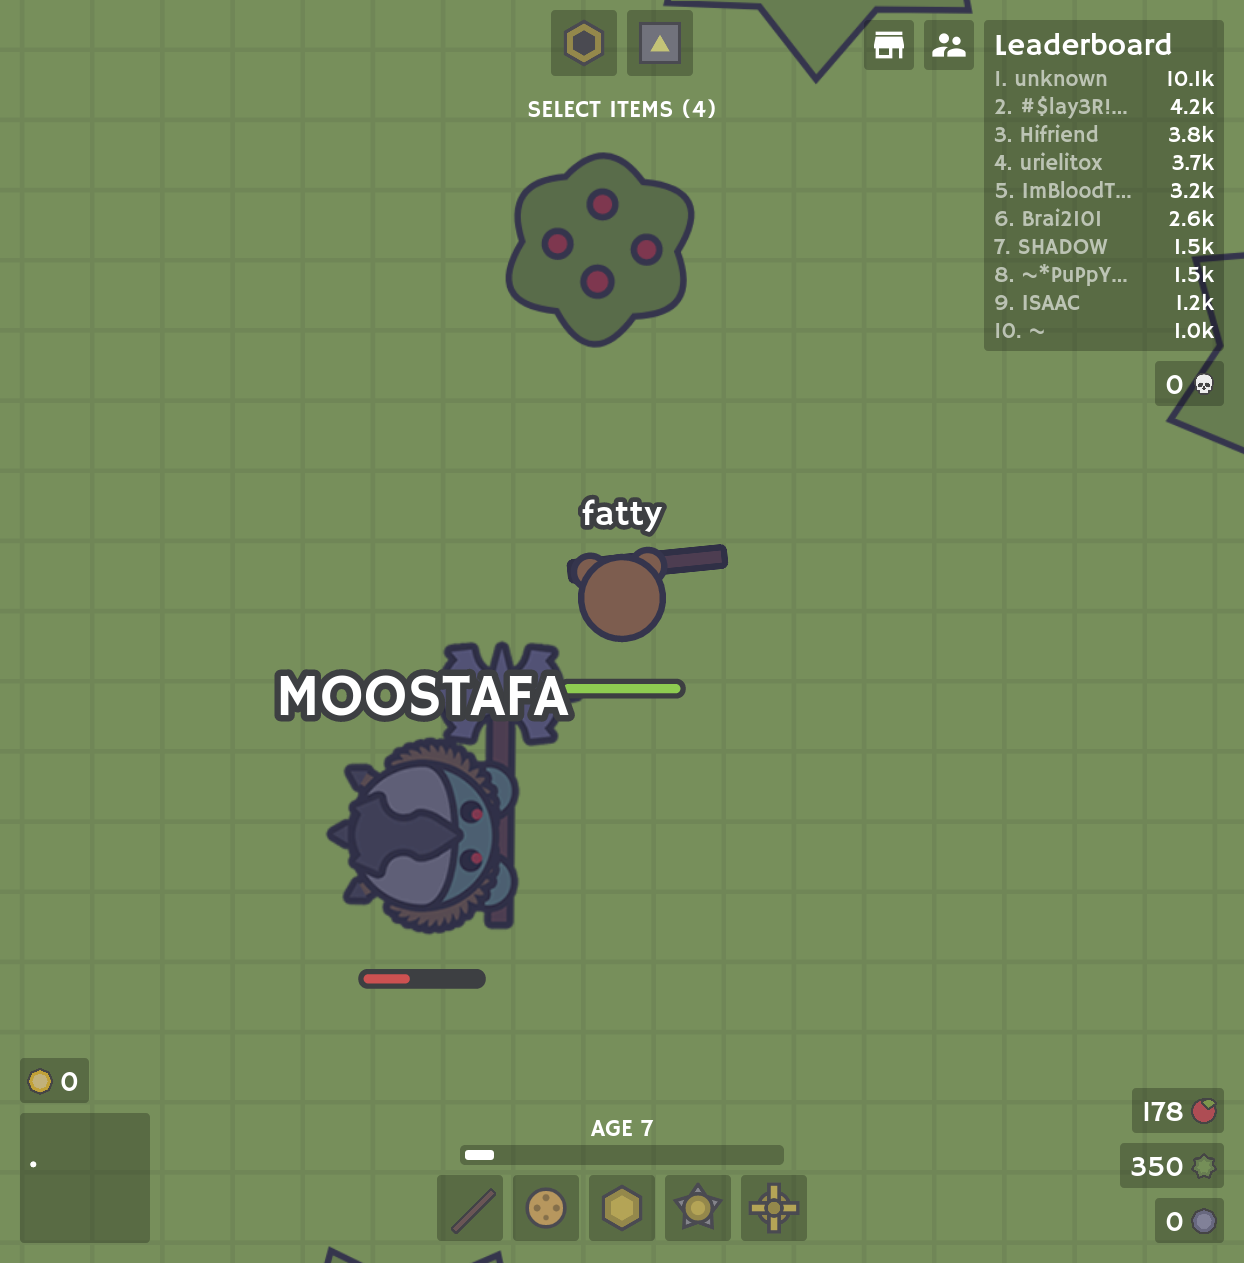 SELECT ITEMS (4)
Leaderboard
1. unknown 10.1k
2. #$lay3R!... 4.2k
3. Hifriend 3.8k
4. urielitox 3.7k
5. ImBloodT... 3.2k
6. Brai2101 2.6k
7. SHADOW 1.5k
8. ~*PuPpY... 1.5k
9. ISAAC 1.2k
10. ~ 1.0k
0
fatty
MOOSTAFA
0
AGE 7
178
350
0